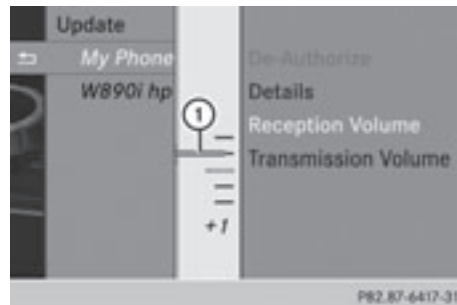 Update
My Phone
W890i hp
1
+1
De-Authorize
Details
Reception Volume
Transmission Volume
P82.87-6417-31